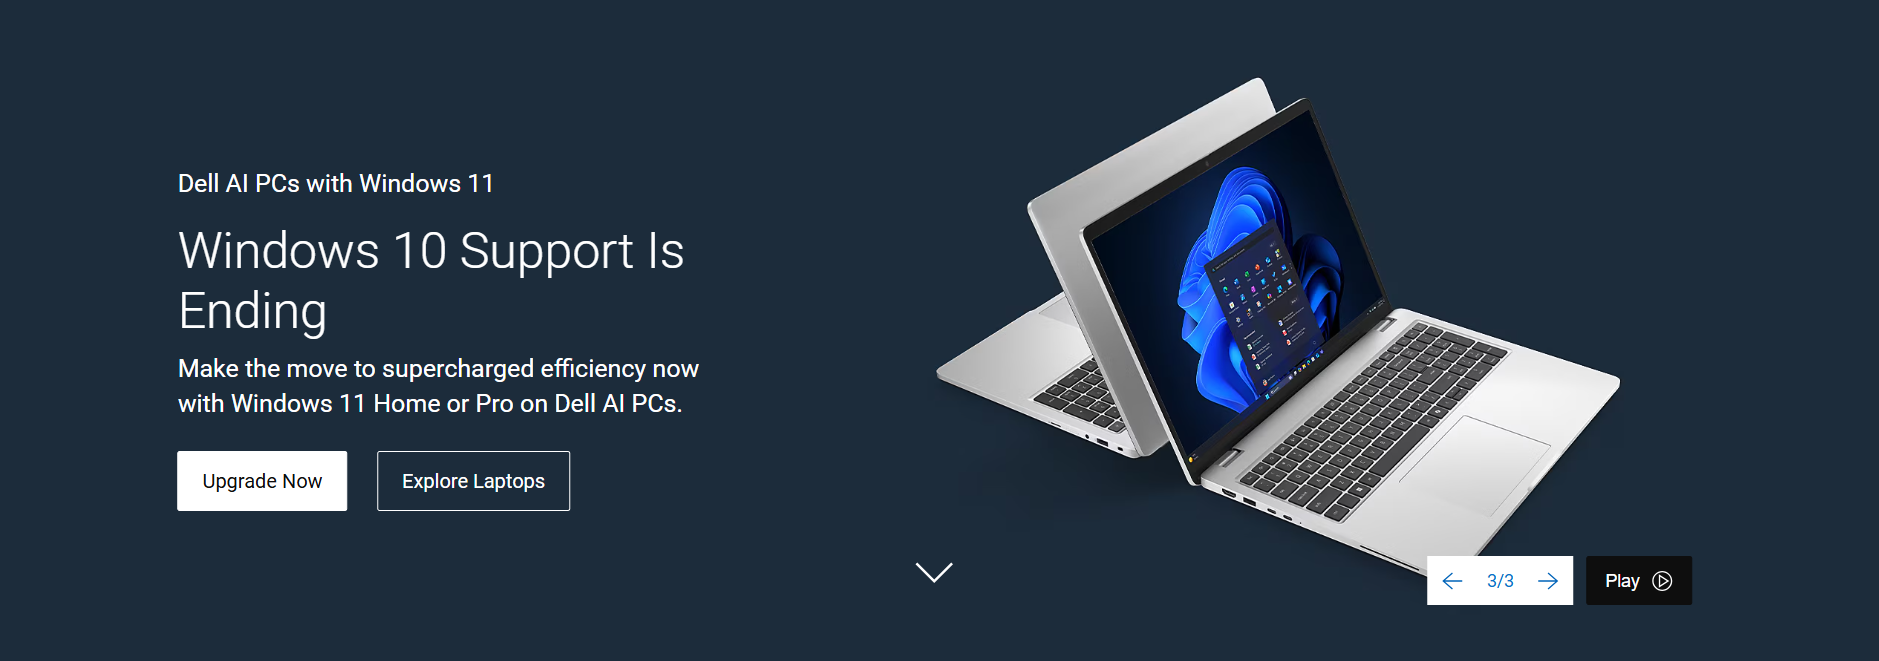 Dell AI PCs with Windows 11
Windows 10 Support Is
Ending
Make the move to supercharged efficiency now
with Windows 11 Home or Pro on Dell AI PCs.
Upgrade Now
Explore Laptops
3/3
Play